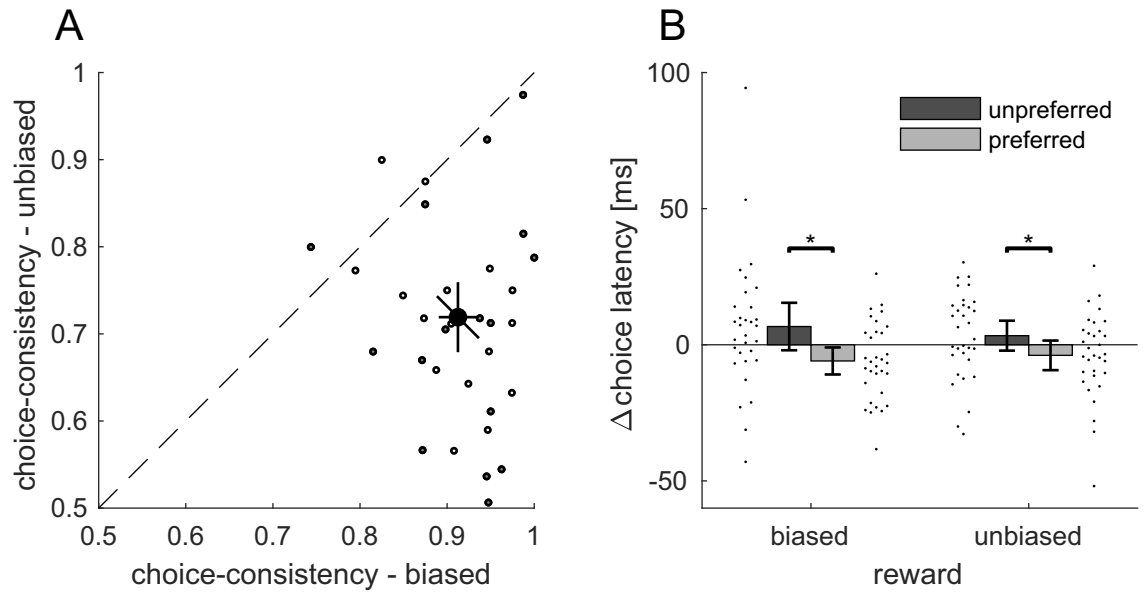 A
choice-consistency - unbiased
1
0.9
0.8
0.7
0.6
0.5
0.5
0.6
0.7
0.8
0.9
1
choice-consistency - biased
B
Δchoice latency [ms]
100
50
0
-50
unpreferred
preferred
*
*
biased
unbiased
reward